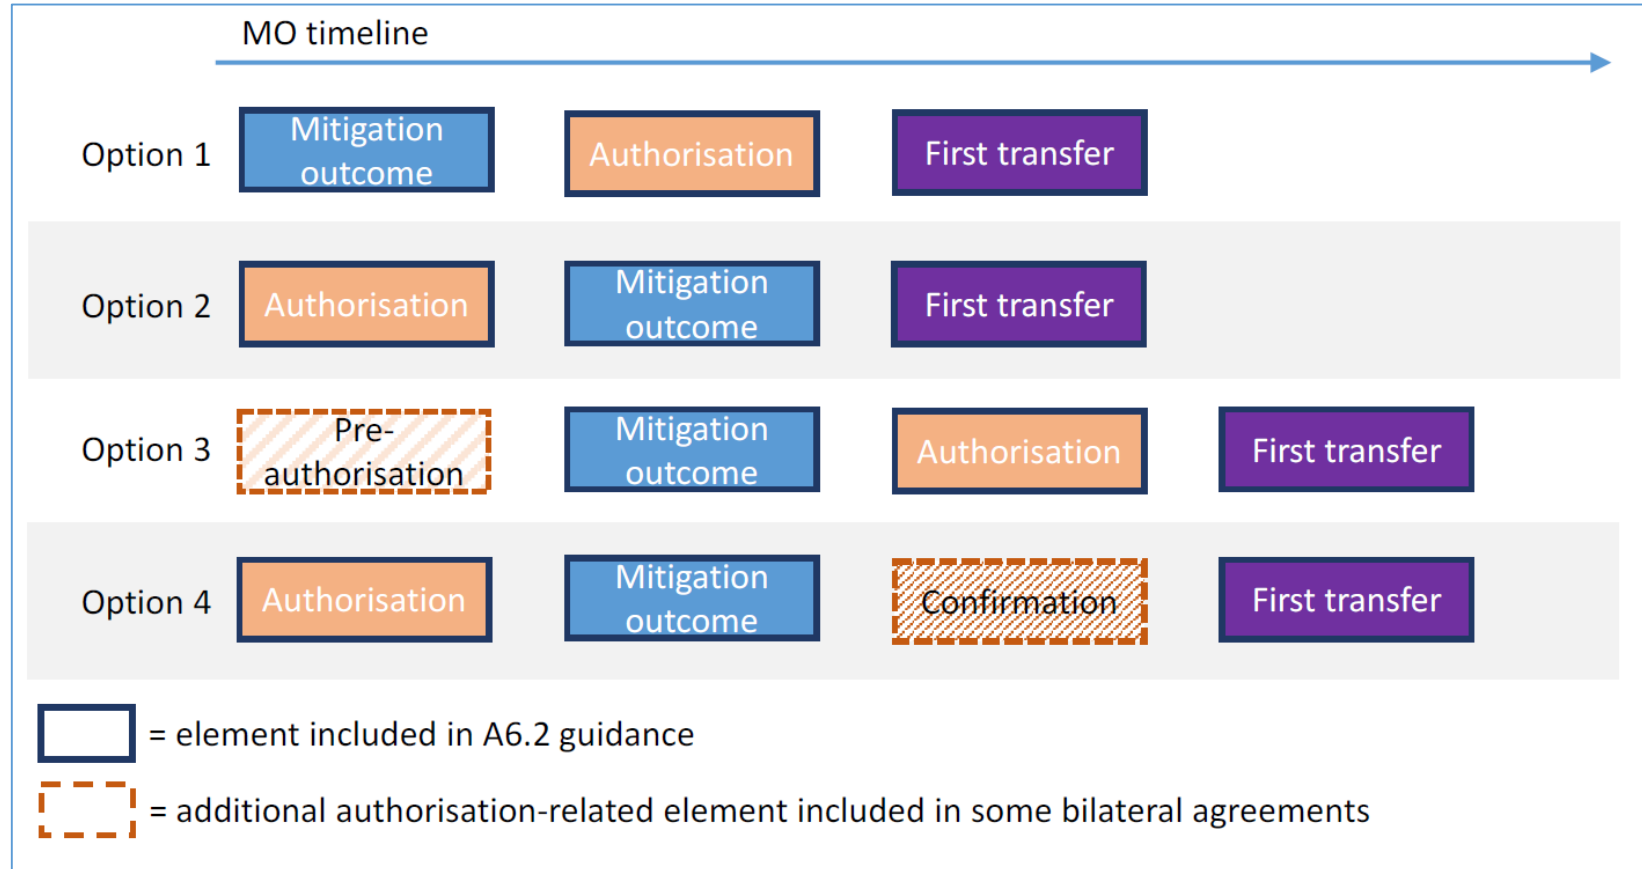 MO timeline
Option 1
Mitigation
outcome
Authorisation
First transfer
Option 2
Authorisation
Mitigation
outcome
First transfer
Option 3
Pre-
authorisation
Mitigation
outcome
Authorisation
First transfer
Option 4
Authorisation
Mitigation
outcome
Confirmation
First transfer
= element included in A6.2 guidance
= additional authorisation-related element included in some bilateral agreements